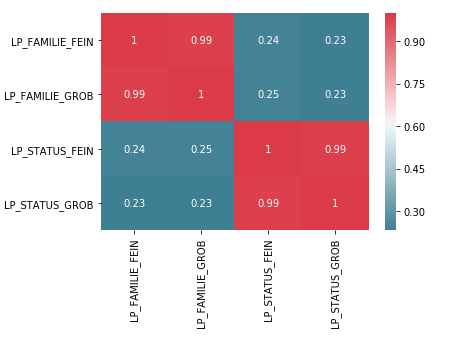 LP_FAMILIE_FEIN 1 0.99 0.24 0.23
LP_FAMILIE_GROB 0.99 1 0.25 0.23
LP_STATUS_FEIN 0.24 0.25 1 0.99
LP_STATUS_GROB 0.23 0.23 0.99 1
LP_FAMILIE_FEIN
LP_FAMILIE_GROB
LP_STATUS_FEIN
LP_STATUS_GROB
0.90
0.75
0.60
0.45
0.30